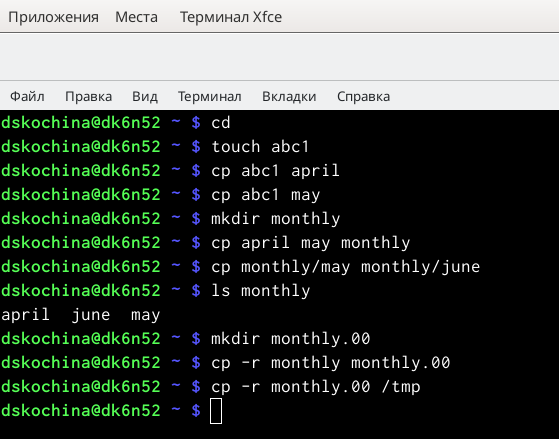 Приложения Места Терминал Xfce
Файл Правка Вид Терминал Вкладки Справка
dskochina@dk6n52 ~ $ cd
dskochina@dk6n52 ~ $ touch abc1
dskochina@dk6n52 ~ $ cp abc1 april
dskochina@dk6n52 ~ $ cp abc1 may
dskochina@dk6n52 ~ $ mkdir monthly
dskochina@dk6n52 ~ $ cp april may monthly
dskochina@dk6n52 ~ $ cp monthly/may monthly/june
dskochina@dk6n52 ~ $ ls monthly
april  june  may
dskochina@dk6n52 ~ $ mkdir monthly.00
dskochina@dk6n52 ~ $ cp -r monthly monthly.00
dskochina@dk6n52 ~ $ cp -r monthly.00 /tmp
dskochina@dk6n52 ~ $